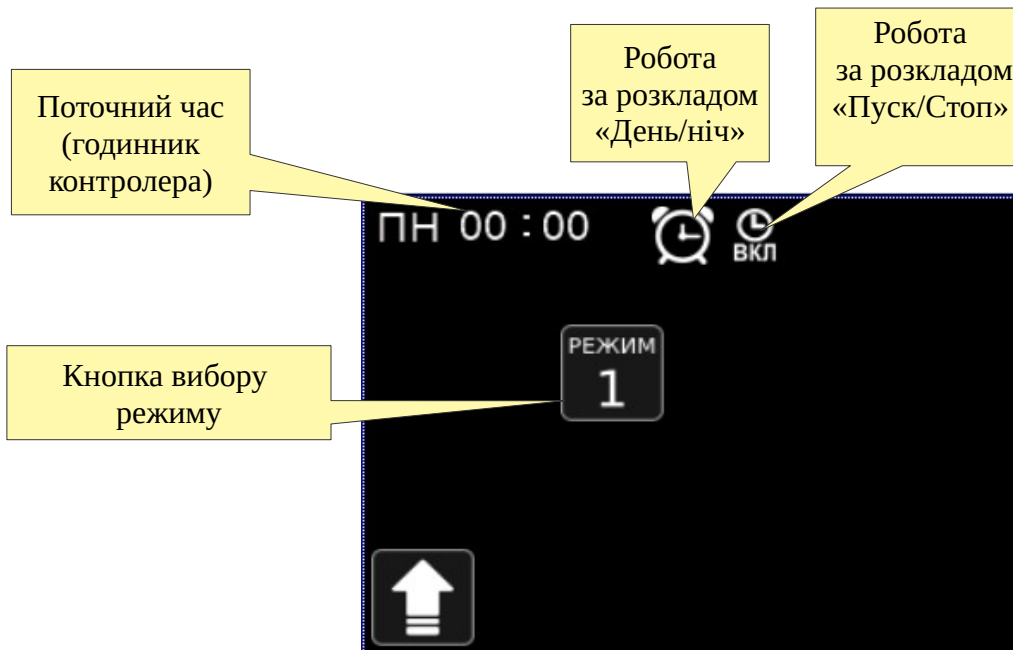 Робота
за розкладом
«Пуск/Стоп»
Робота
за розкладом
«День/ніч»
Поточний час
(годинник
контролера)
ПН 00 : 00
ВКЛ
РЕЖИМ
1
Кнопка вибору
режиму